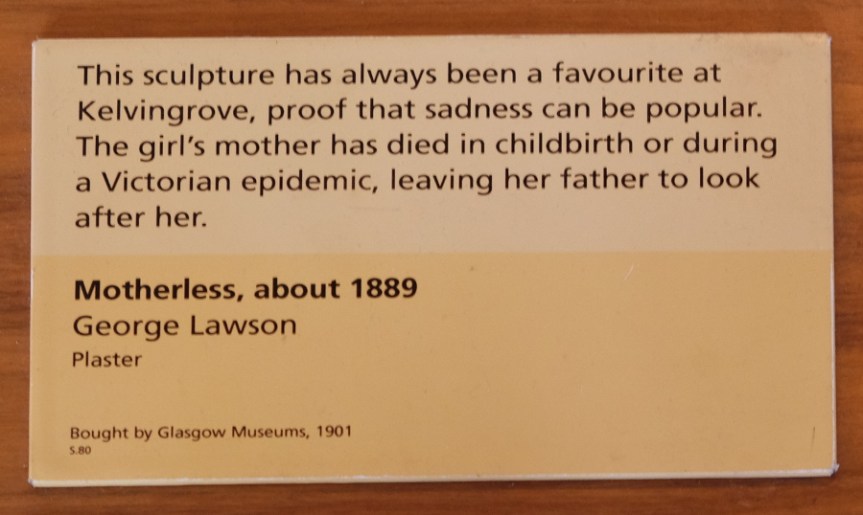 This sculpture has always been a favourite at
Kelvingrove, proof that sadness can be popular.
The girl's mother has died in childbirth or during
a Victorian epidemic, leaving her father to look
after her.
Motherless, about 1889
George Lawson
Plaster
Bought by Glasgow Museums, 1901
S.80